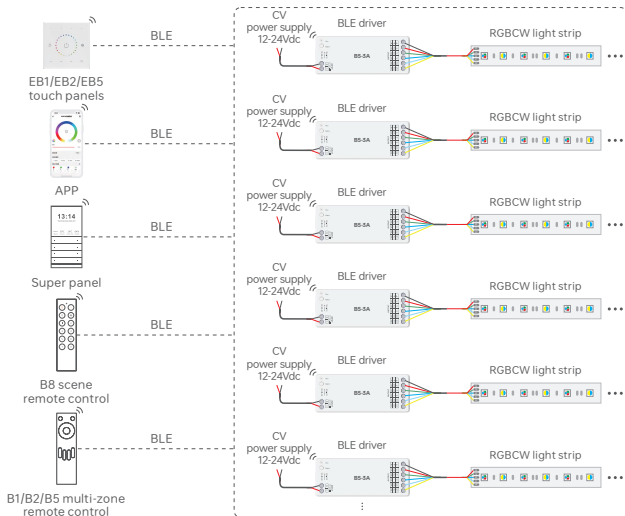 BLE
EB1/EB2/EB5
touch panels
BLE
APP
13:14
BLE
Super panel
BLE
B8 scene
remote control
BLE
B1/B2/B5 multi-zone
remote control
CV
power supply
12-24Vdc
BLE driver
B5-5A
RGBCW light strip
CV
power supply
12-24Vdc
BLE driver
B5-5A
RGBCW light strip
CV
power supply
12-24Vdc
BLE driver
B5-5A
RGBCW light strip
CV
power supply
12-24Vdc
BLE driver
B5-5A
RGBCW light strip
CV
power supply
12-24Vdc
BLE driver
B5-5A
RGBCW light strip
CV
power supply
12-24Vdc
BLE driver
B5-5A
RGBCW light strip